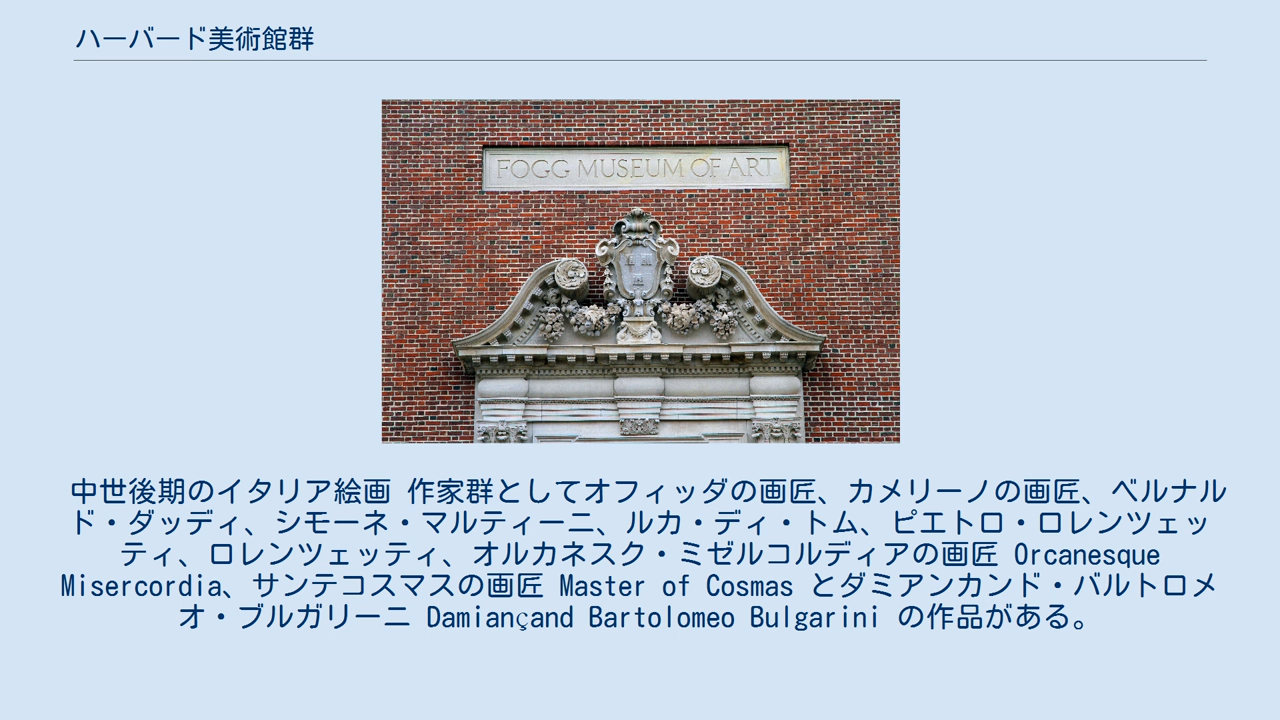 ハーバード美術館群
FOGG MUSEUM OF ART
中世後期のイタリア絵画 作家群としてオフィッダの画匠、カメリーノの画匠、ベルナル
ド・ダッディ、シモーネ・マルティーニ、ルカ・ディ・トム、ピエトロ・ロレンツェッ
ティ、ロレンツェッティ、オルカネスク・ミゼルコルディアの画匠 Orcanesque
Misercordia、サンテコスマスの画匠 Master of Cosmas とダミアンカンド・バルトロメ
オ・ブルガリーニ Damiançand Bartolomeo Bulgarini の作品がある。